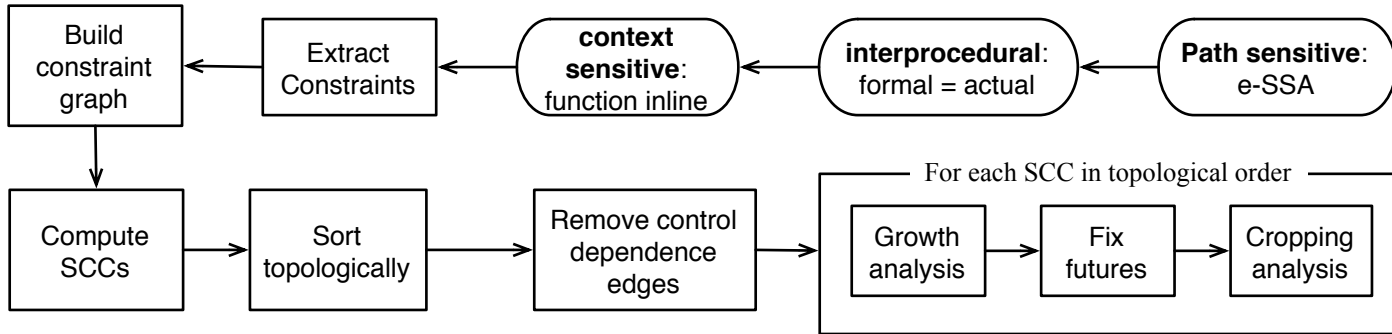 Build
constraint
graph
Extract
Constraints
context
sensitive:
function inline
interprocedural:
formal = actual
Path sensitive:
e-SSA
Compute
SCCs
Sort
topologically
Remove control
dependence
edges
For each SCC in topological order
Growth
analysis
Fix
futures
Cropping
analysis